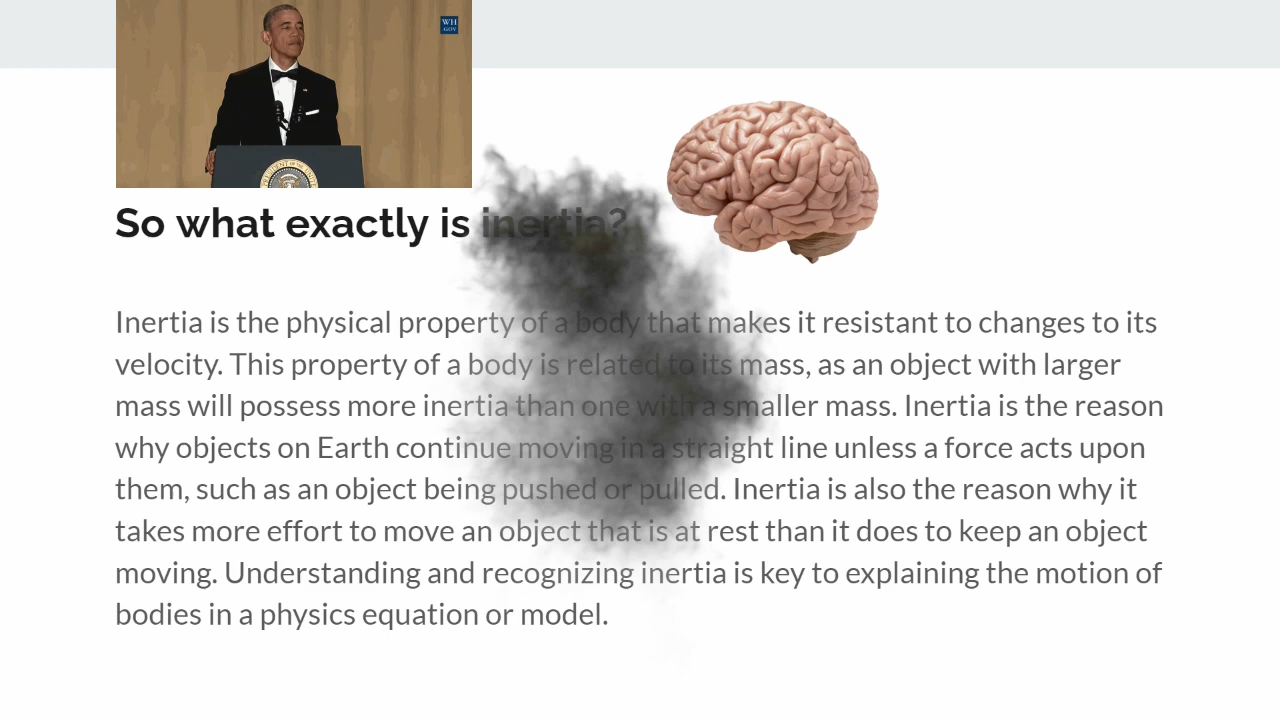 WH
.GOV
PRESIDENT OF THE UNITED
So what exactly is inertia?
Inertia is the physical property of a body that makes it resistant to changes to its
velocity. This property of a body is related to its mass, as an object with larger
mass will possess more inertia than one with a smaller mass. Inertia is the reason
why objects on Earth continue moving in a straight line unless a force acts upon
them, such as an object being pushed or pulled. Inertia is also the reason why it
takes more effort to move an object that is at rest than it does to keep an object
moving. Understanding and recognizing inertia is key to explaining the motion of
bodies in a physics equation or model.